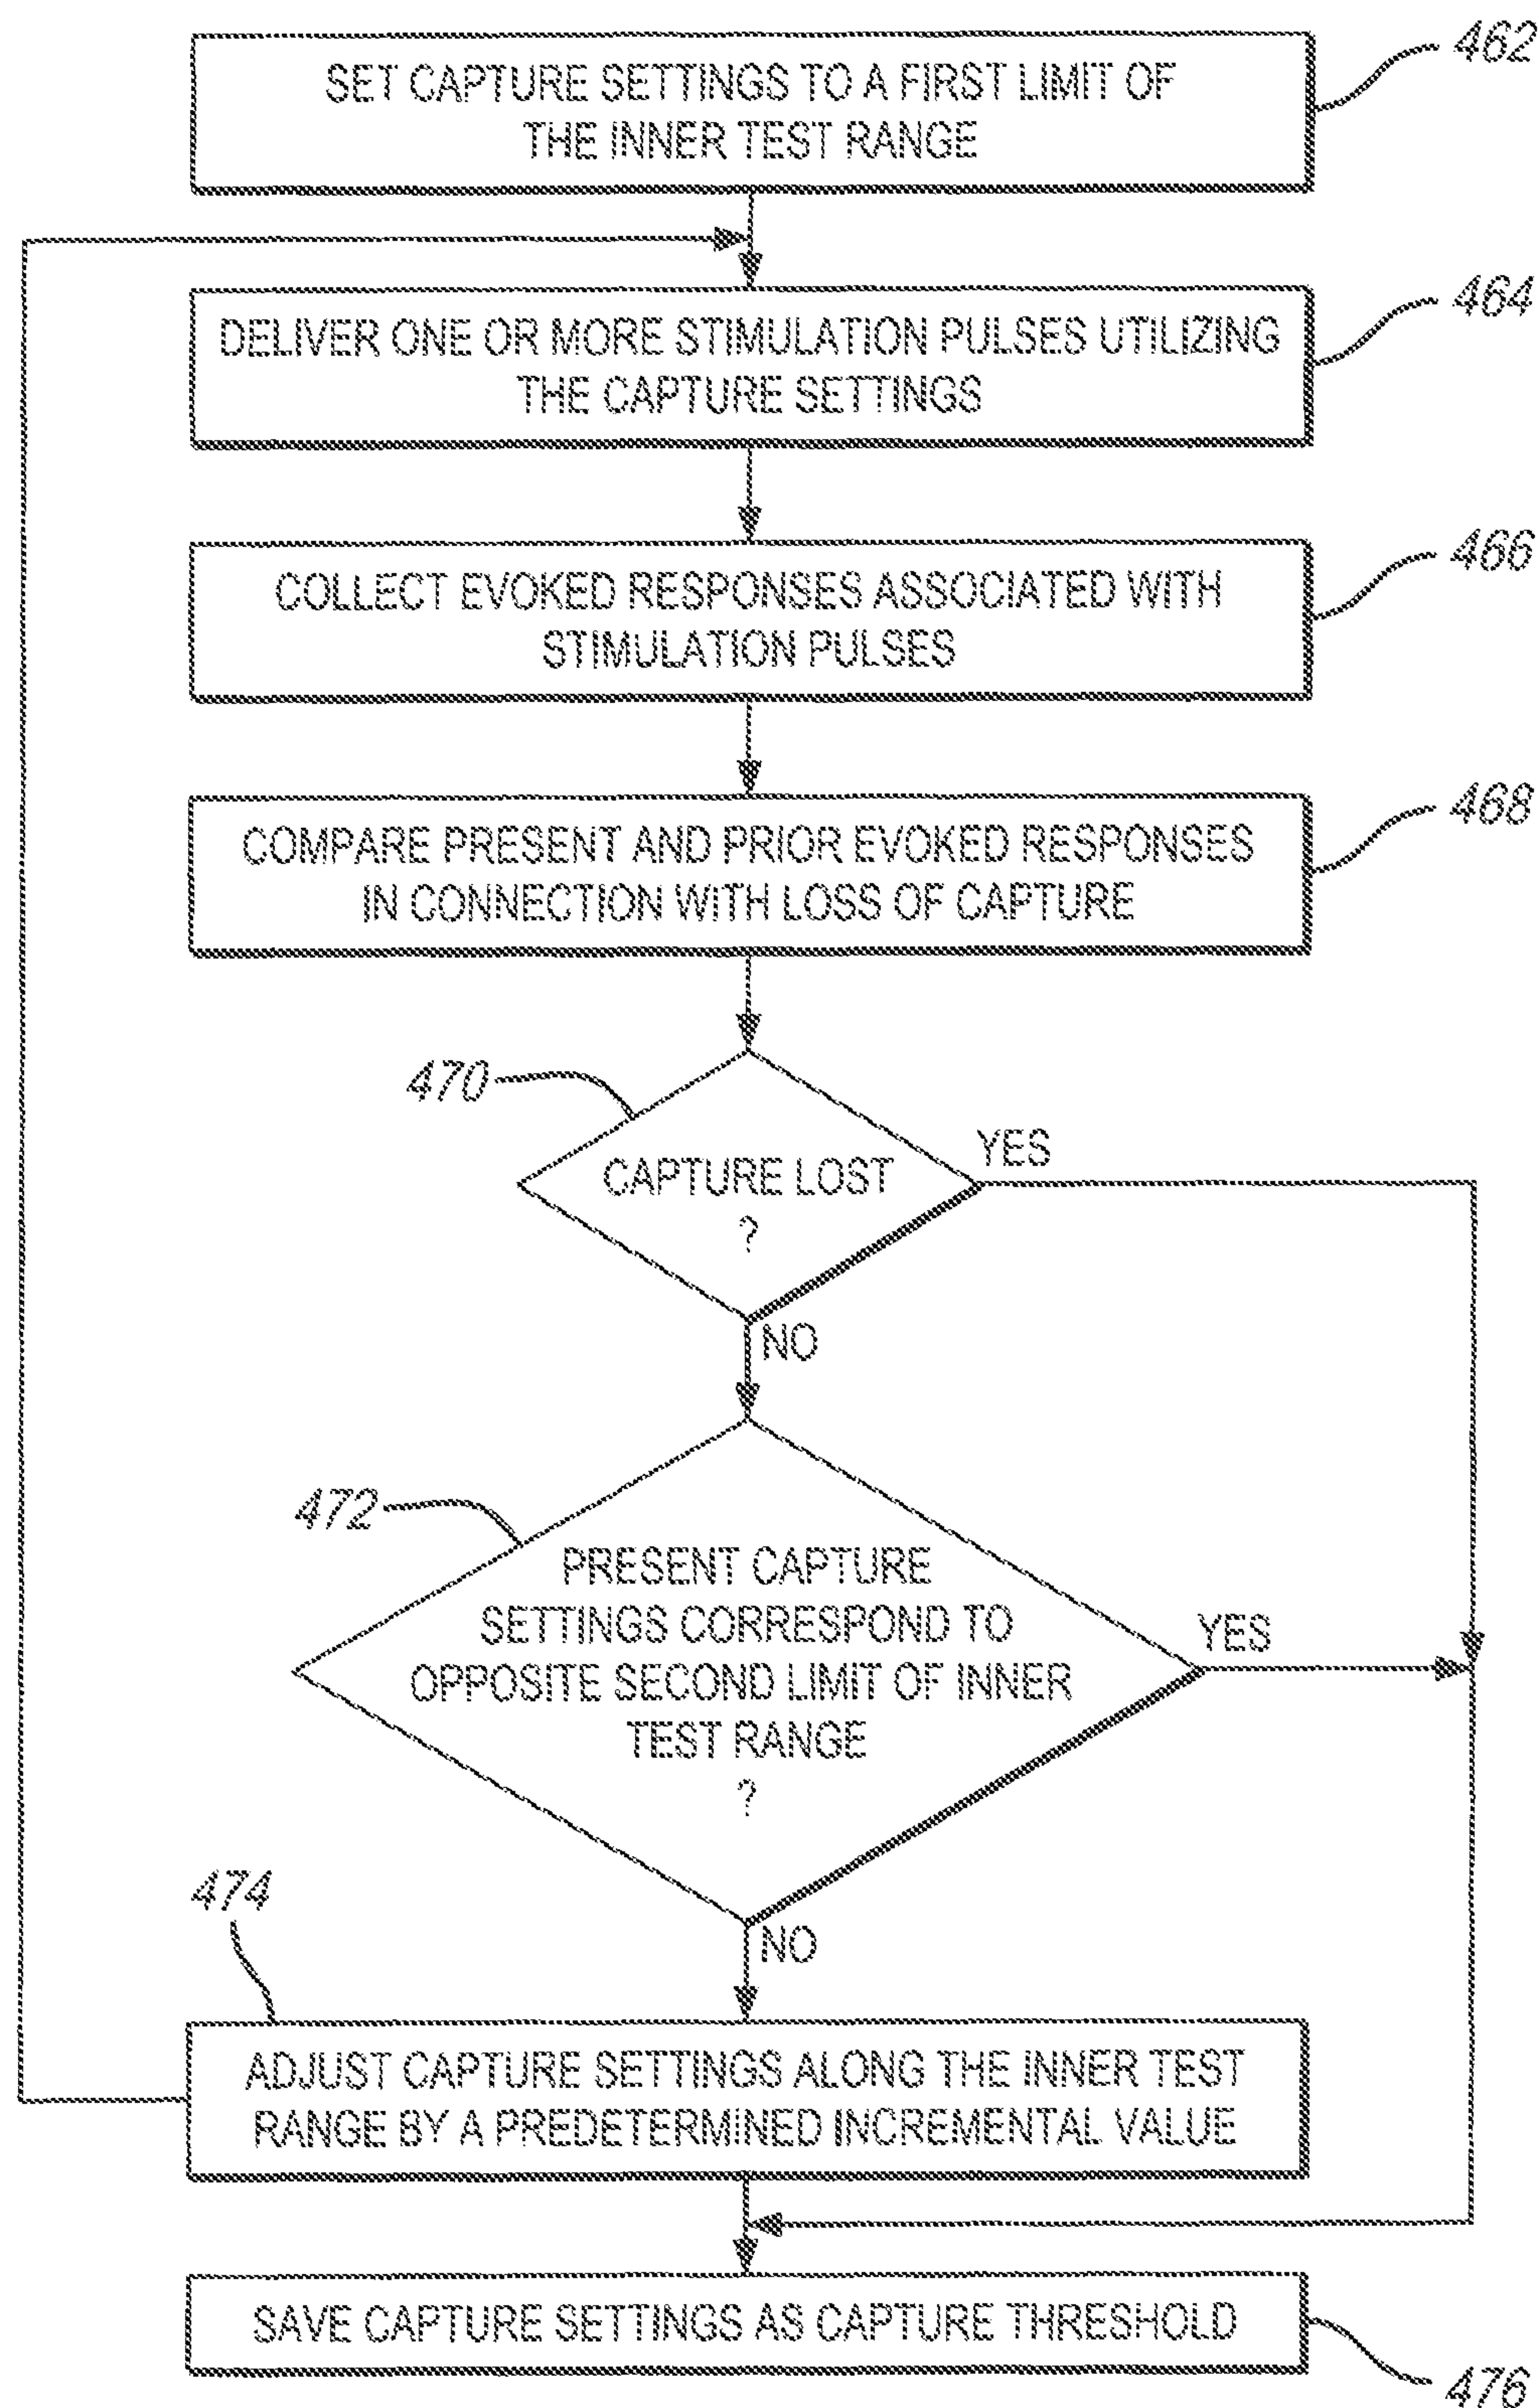 462
SET CAPTURE SETTINGS TO A FIRST LIMIT OF
THE INNER TEST RANGE
464
DELIVER ONE OR MORE STIMULATION PULSES UTILIZING
THE CAPTURE SETTINGS
466
COLLECT EVOKED RESPONSES ASSOCIATED WITH
STIMULATION PULSES
468
COMPARE PRESENT AND PRIOR EVOKED RESPONSES
IN CONNECTION WITH LOSS OF CAPTURE
470
YES
CAPTURE LOST
?
NO
472
PRESENT CAPTURE
SETTINGS CORRESPOND TO
OPPOSITE SECOND LIMIT OF INNER
TEST RANGE
?
YES
NO
474
ADJUST CAPTURE SETTINGS ALONG THE INNER TEST
RANGE BY A PREDETERMINED INCREMENTAL VALUE
SAVE CAPTURE SETTINGS AS CAPTURE THRESHOLD
476